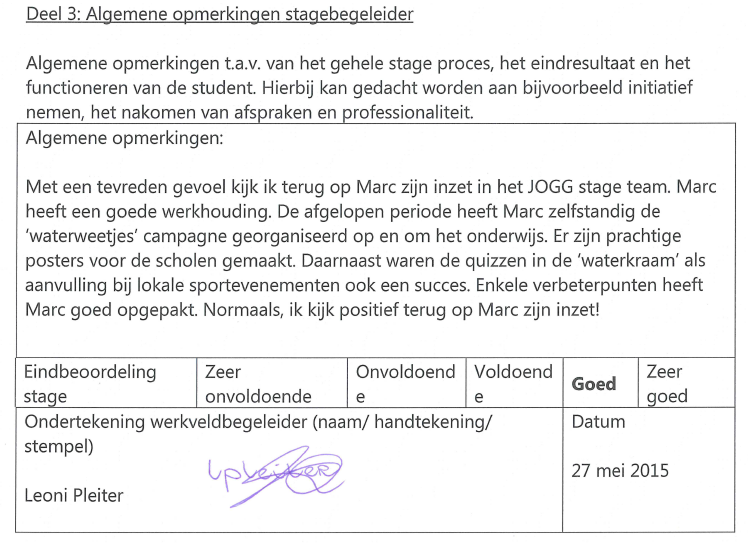 Deel 3: Algemene opmerkingen stagebegeleider
Algemene opmerkingen t.a.v. van het gehele stage proces, het eindresultaat en het
functioneren van de student. Hierbij kan gedacht worden aan bijvoorbeeld initiatief
nemen, het nakomen van afspraken en professionaliteit.
Algemene opmerkingen:
Met een tevreden gevoel kijk ik terug op Marc zijn inzet in het JOGG stage team. Marc
heeft een goede werkhouding. De afgelopen periode heeft Marc zelfstandig de
‘waterweetjes’ campagne georganiseerd op en om het onderwijs. Er zijn prachtige
posters voor de scholen gemaakt. Daarnaast waren de quizzen in de ‘waterkraam’ als
aanvulling bij lokale sportevenementen ook een succes. Enkele verbeterpunten heeft
Marc goed opgepakt. Normaals, ik kijk positief terug op Marc zijn inzet!
Eindbeoordeling
stage
Zeer
onvoldoende
Onvoldoend
e
Voldoend
e
Goed
Zeer
goed
Ondertekening werkveldbegeleider (naam/ handtekening/
stempel)
Leoni Pleiter
Datum
27 mei 2015